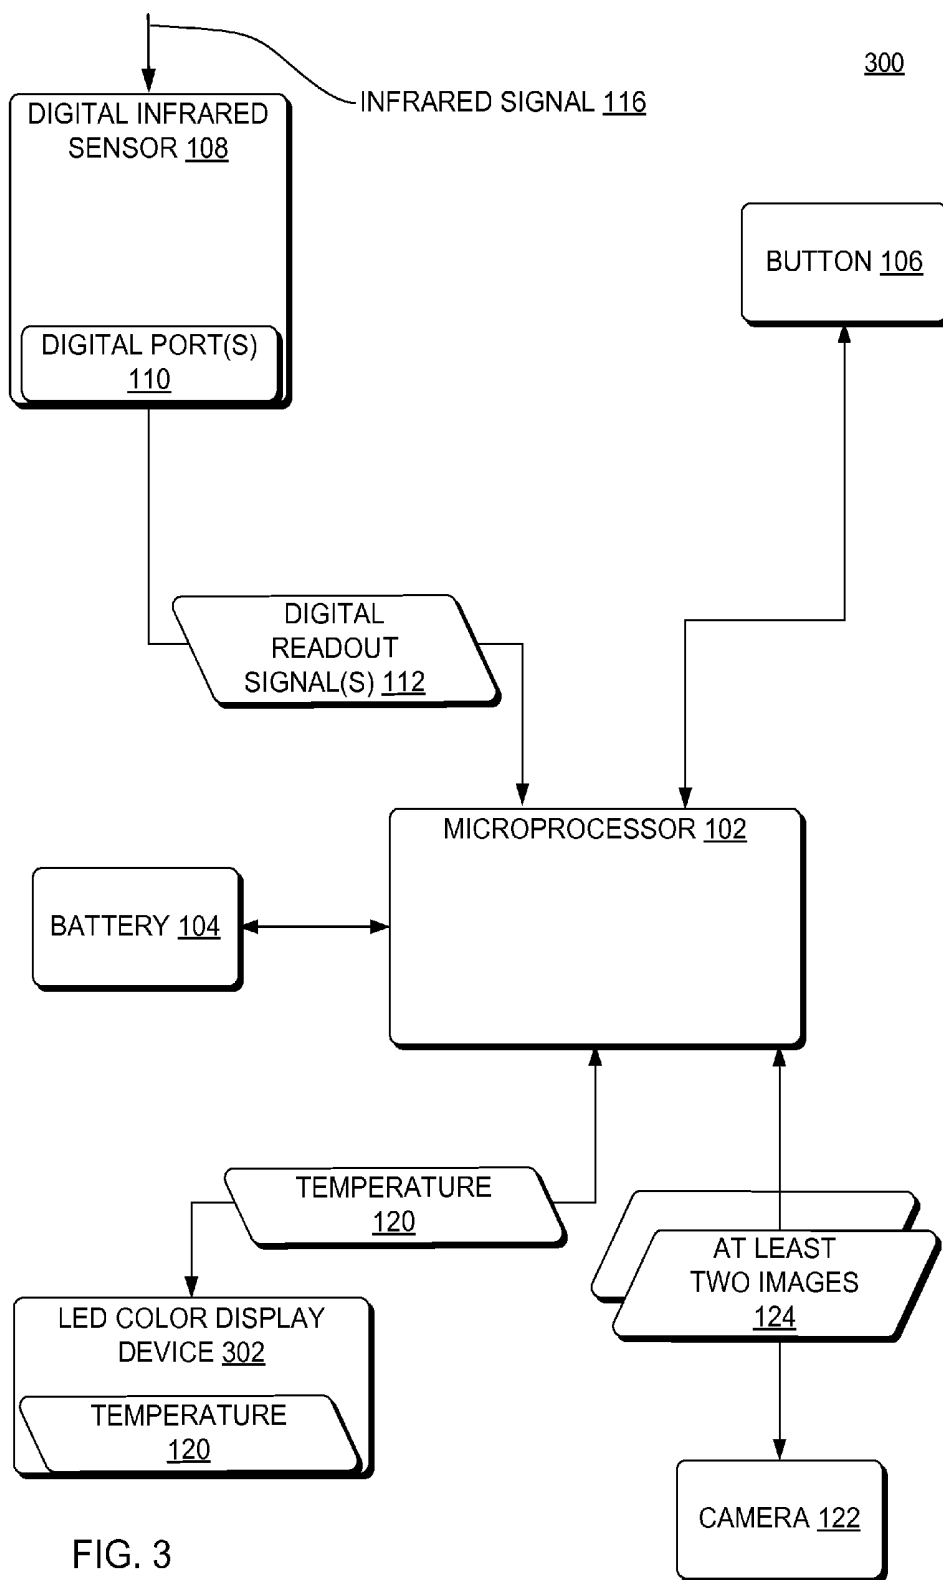 300
INFRARED SIGNAL 116
DIGITAL INFRARED
SENSOR 108
BUTTON 106
DIGITAL PORT(S)
110
DIGITAL
READOUT
SIGNAL(S) 112
MICROPROCESSOR 102
BATTERY 104
TEMPERATURE
120
AT LEAST
TWO IMAGES
124
LED COLOR DISPLAY
DEVICE 302
TEMPERATURE
120
CAMERA 122
FIG. 3